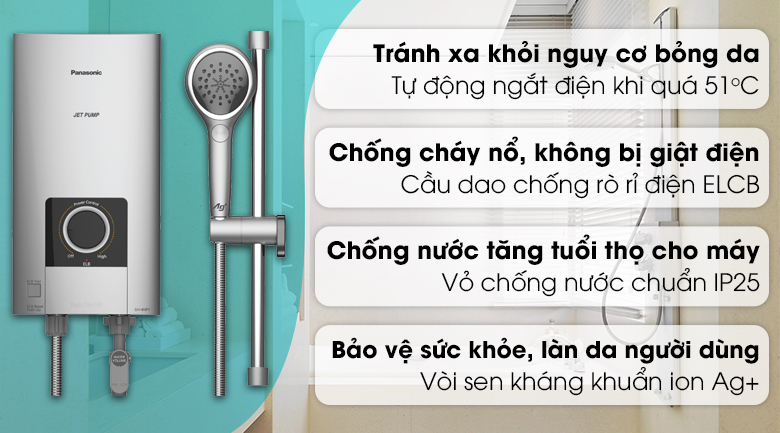 Panasonic
JET PUMP
Power Control
Off
High
ELB
WATER VOLUME
Ag+
Tránh xa khỏi nguy cơ bỏng da
Tự động ngắt điện khi quá 51°C
Chống cháy nổ, không bị giật điện
Cầu dao chống rò rỉ điện ELCB
Chống nước tăng tuổi thọ cho máy
Vỏ chống nước chuẩn IP25
Bảo vệ sức khỏe, làn da người dùng
Vòi sen kháng khuẩn ion Ag+